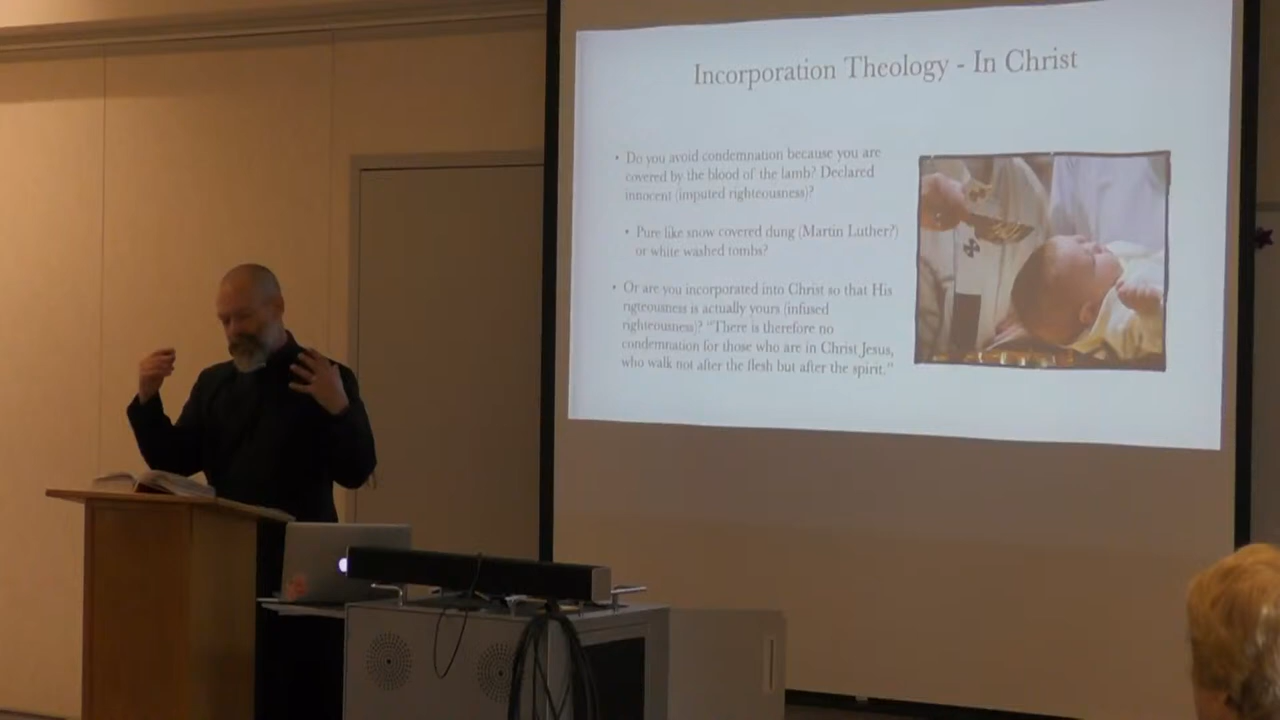 Incorporation Theology - In Christ
• Do you avoid condemnation because you are
covered by the blood of the lamb? Declared
innocent (imputed righteousness)?
• Pure like snow covered dung (Martin Luther?)
or white washed tombs?
• Or are you incorporated into Christ so that His
rigteousness is actually yours (infused
righteousness)? "There is therefore no
condemnation for those who are in Christ Jesus,
who walk not after the flesh but after the spirit."